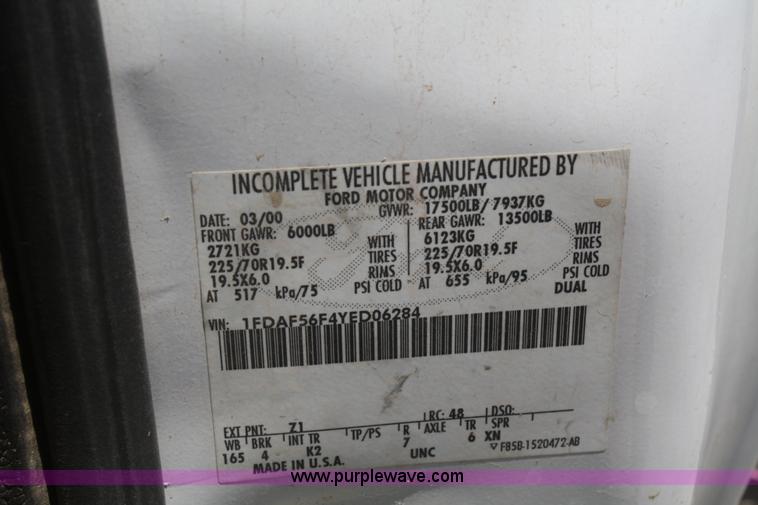 INCOMPLETE VEHICLE MANUFACTURED BY
FORD MOTOR COMPANY
DATE: 03/00 GVWR: 17500LB/ 7937KG
FRONT GAWR: 6000LB REAR GAWR: 13500LB
2721KG WITH 6123KG WITH
225/70R19.5F TIRES 225/70R19.5F TIRES
19.5X6.0 RIMS 19.5X6.0 RIMS
AT 517 kPa/75 PSI COLD AT 655 kPa/95 PSI COLD
DUAL
VIN: 1FDAF56F4YED06284
EXT PNT: Z1 RC: 48 DSO:
WB BRK INT TR TP/PS R AXLE TR SPR
165 4 K2 7 UNC 6 XN
MADE IN U.S.A. F85B-1520472-AB
www.purplewave.com